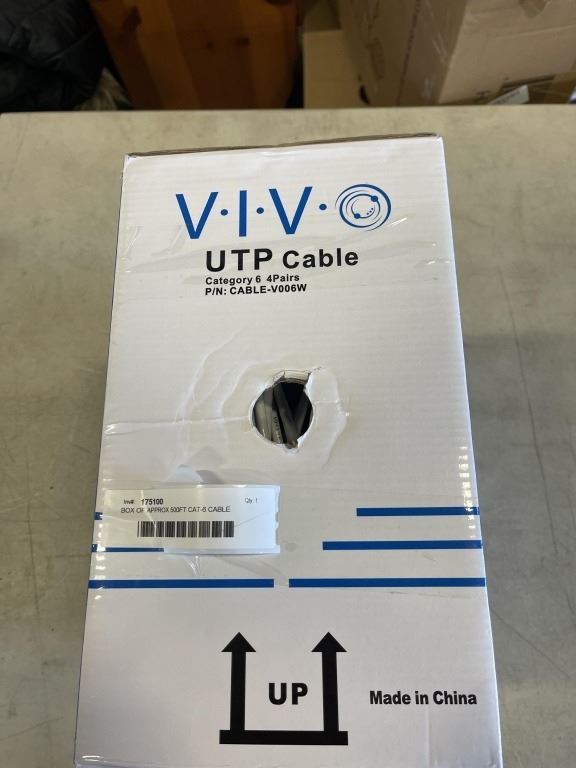 V·I·V·O
UTP Cable
Category 6 4Pairs
P/N: CABLE-V006W
Inv#: 175100 Qty: 1
BOX OF APPROX 500FT CAT-6 CABLE
UP
Made in China